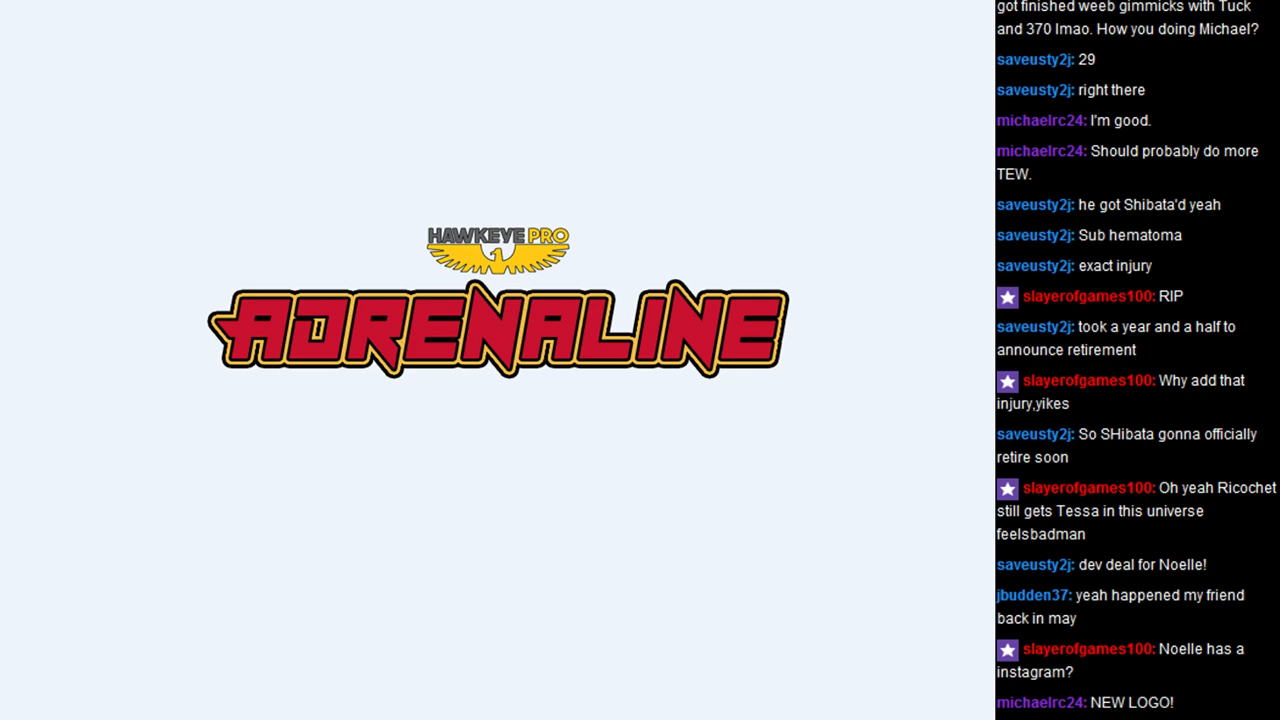 HAWKEYE PRO
1
ADRENALINE
got finished weeb gimmicks with Tuck
and 370 lmao. How you doing Michael?
saveusty2j: 29
saveusty2j: right there
michaelrc24: I'm good.
michaelrc24: Should probably do more
TEW.
saveusty2j: he got Shibata'd yeah
saveusty2j: Sub hematoma
saveusty2j: exact injury
slayerofgames100: RIP
saveusty2j: took a year and a half to
announce retirement
slayerofgames100: Why add that
injury,yikes
saveusty2j: So SHibata gonna officially
retire soon
slayerofgames100: Oh yeah Ricochet
still gets Tessa in this universe
feelsbadman
saveusty2j: dev deal for Noelle!
jbudden37: yeah happened my friend
back in may
slayerofgames100: Noelle has a
instagram?
michaelrc24: NEW LOGO!